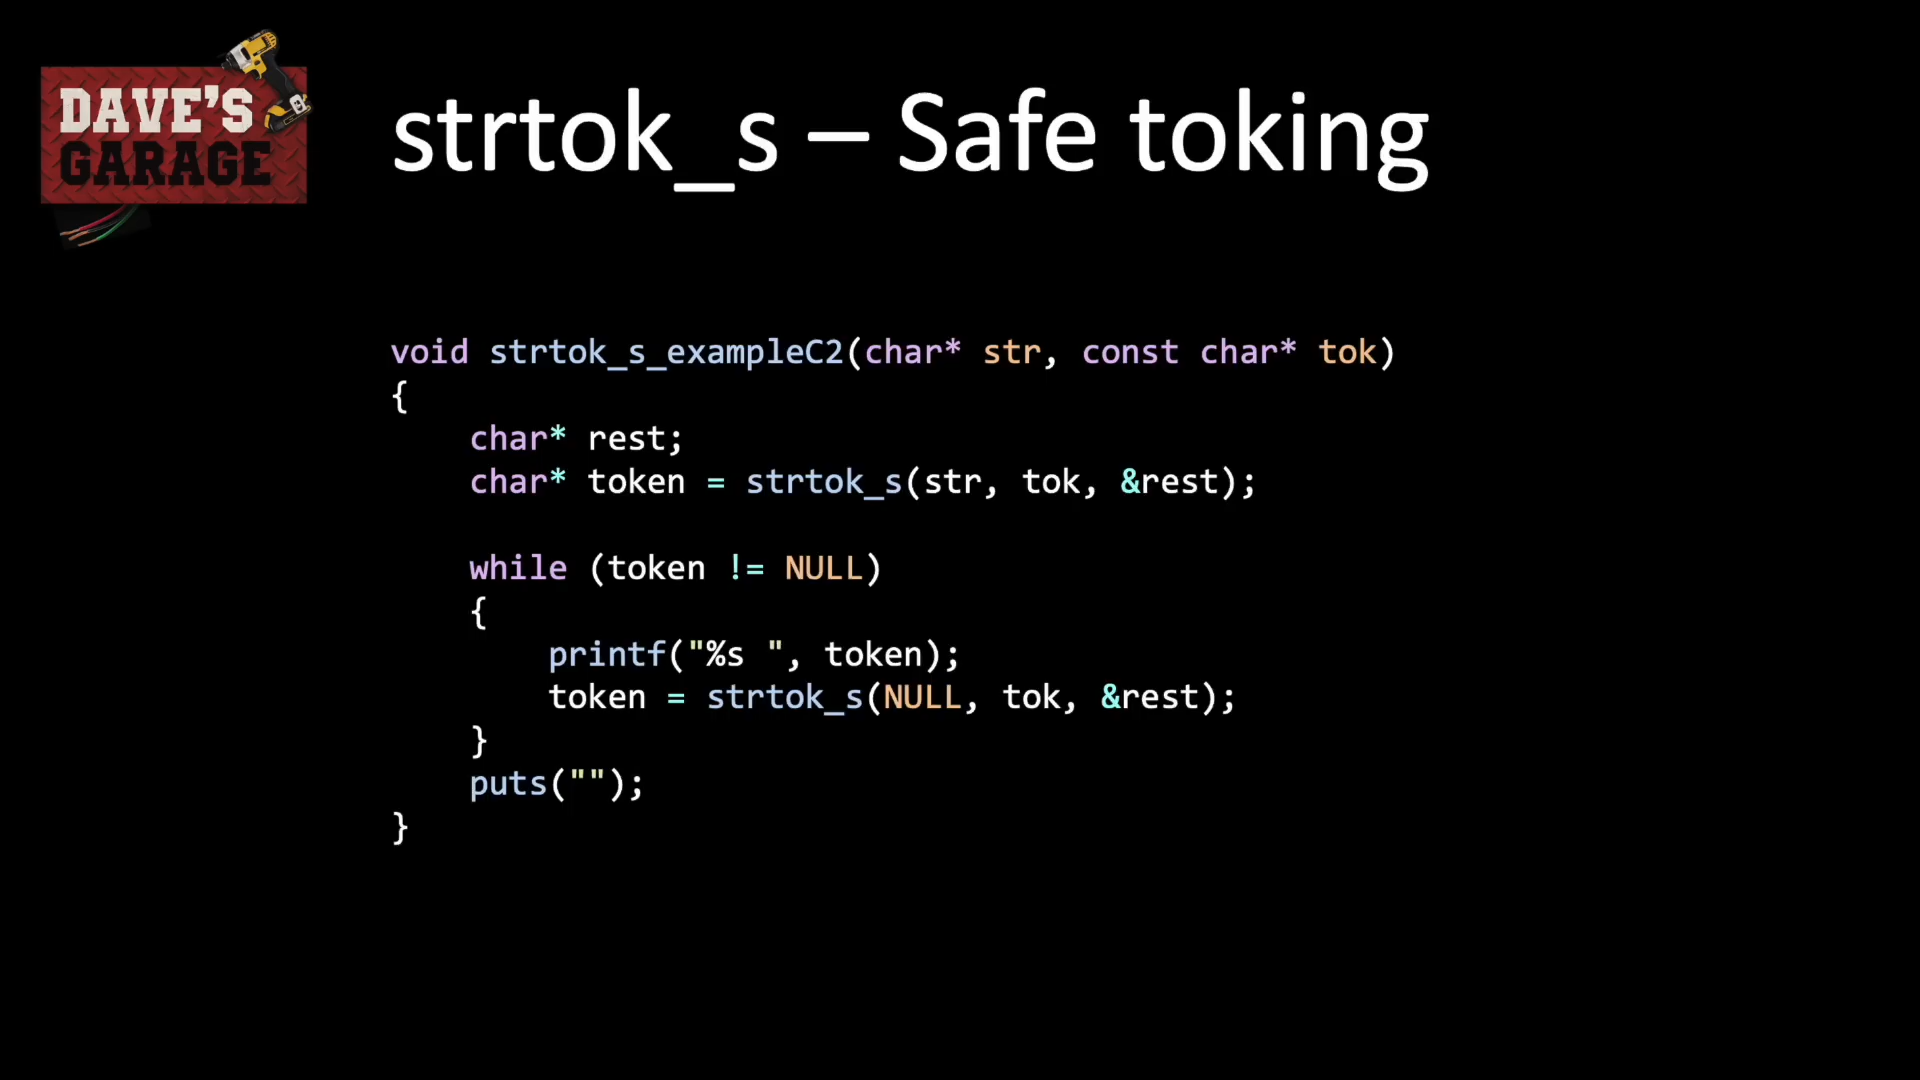 DAVE'S
GARAGE
strtok_s – Safe toking
void strtok_s_exampleC2(char* str, const char* tok)
{
    char* rest;
    char* token = strtok_s(str, tok, &rest);
    while (token != NULL)
    {
        printf("%s ", token);
        token = strtok_s(NULL, tok, &rest);
    }
    puts("");
}